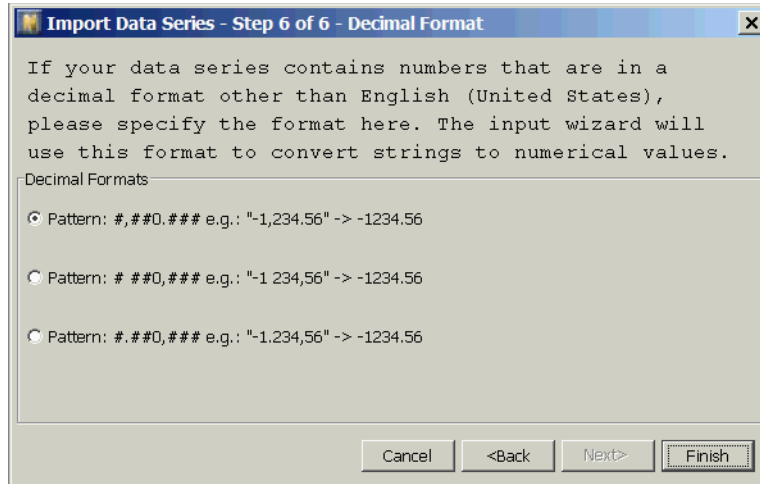 Import Data Series - Step 6 of 6 - Decimal Format
If your data series contains numbers that are in a
decimal format other than English (United States),
please specify the format here. The input wizard will
use this format to convert strings to numerical values.
Decimal Formats
Pattern: #,##0.### e.g.: "-1,234.56" -> -1234.56
Pattern: # ##0,### e.g.: "-1 234,56" -> -1234.56
Pattern: #.##0,### e.g.: "-1.234,56" -> -1234.56
Cancel <Back Next> Finish